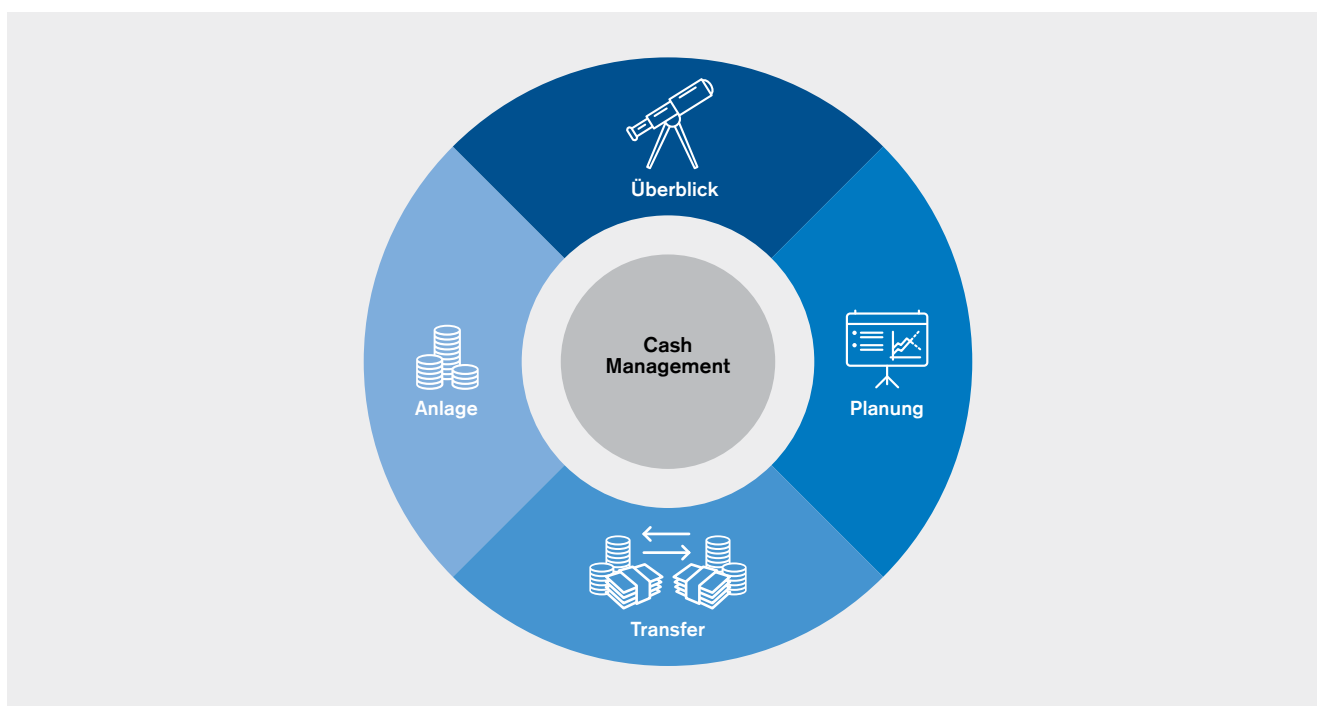 Überblick
Cash
Management
Anlage
Planung
Transfer